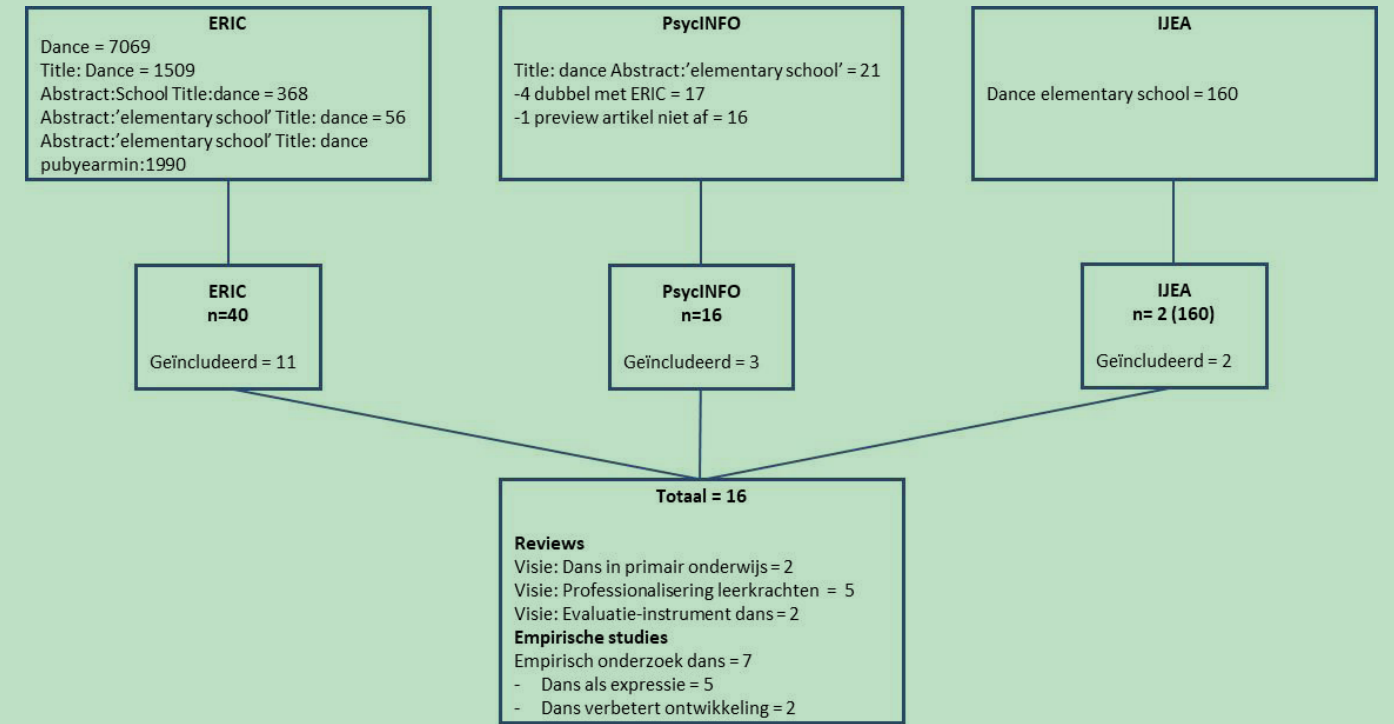 ERIC
Dance = 7069
Title: Dance = 1509
Abstract:School Title:dance = 368
Abstract:’elementary school’ Title: dance = 56
Abstract:’elementary school’ Title: dance
pubyearmin:1990
PsycINFO
Title: dance Abstract:’elementary school’ = 21
-4 dubbel met ERIC = 17
-1 preview artikel niet af = 16
IJEA
Dance elementary school = 160
ERIC
n=40
Geïncludeerd = 11
PsycINFO
n=16
Geïncludeerd = 3
IJEA
n= 2 (160)
Geïncludeerd = 2
Totaal = 16
Reviews
Visie: Dans in primair onderwijs = 2
Visie: Professionalisering leerkrachten = 5
Visie: Evaluatie-instrument dans = 2
Empirische studies
Empirisch onderzoek dans = 7
- Dans als expressie = 5
- Dans verbetert ontwikkeling = 2